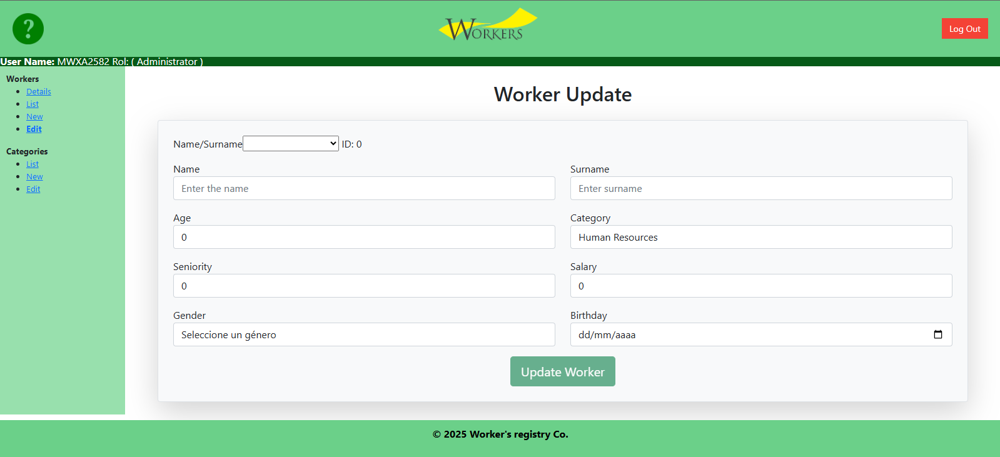 ?
WORKERS
Log Out
User Name: MWXA2582 Rol: ( Administrator )
Workers
Details
List
New
Edit
Categories
List
New
Edit
Worker Update
Name/Surname ID: 0
Name Surname
Enter the name Enter surname
Age Category
0 Human Resources
Seniority Salary
0 0
Gender Birthday
Seleccione un género dd/mm/aaaa
Update Worker
© 2025 Worker's registry Co.